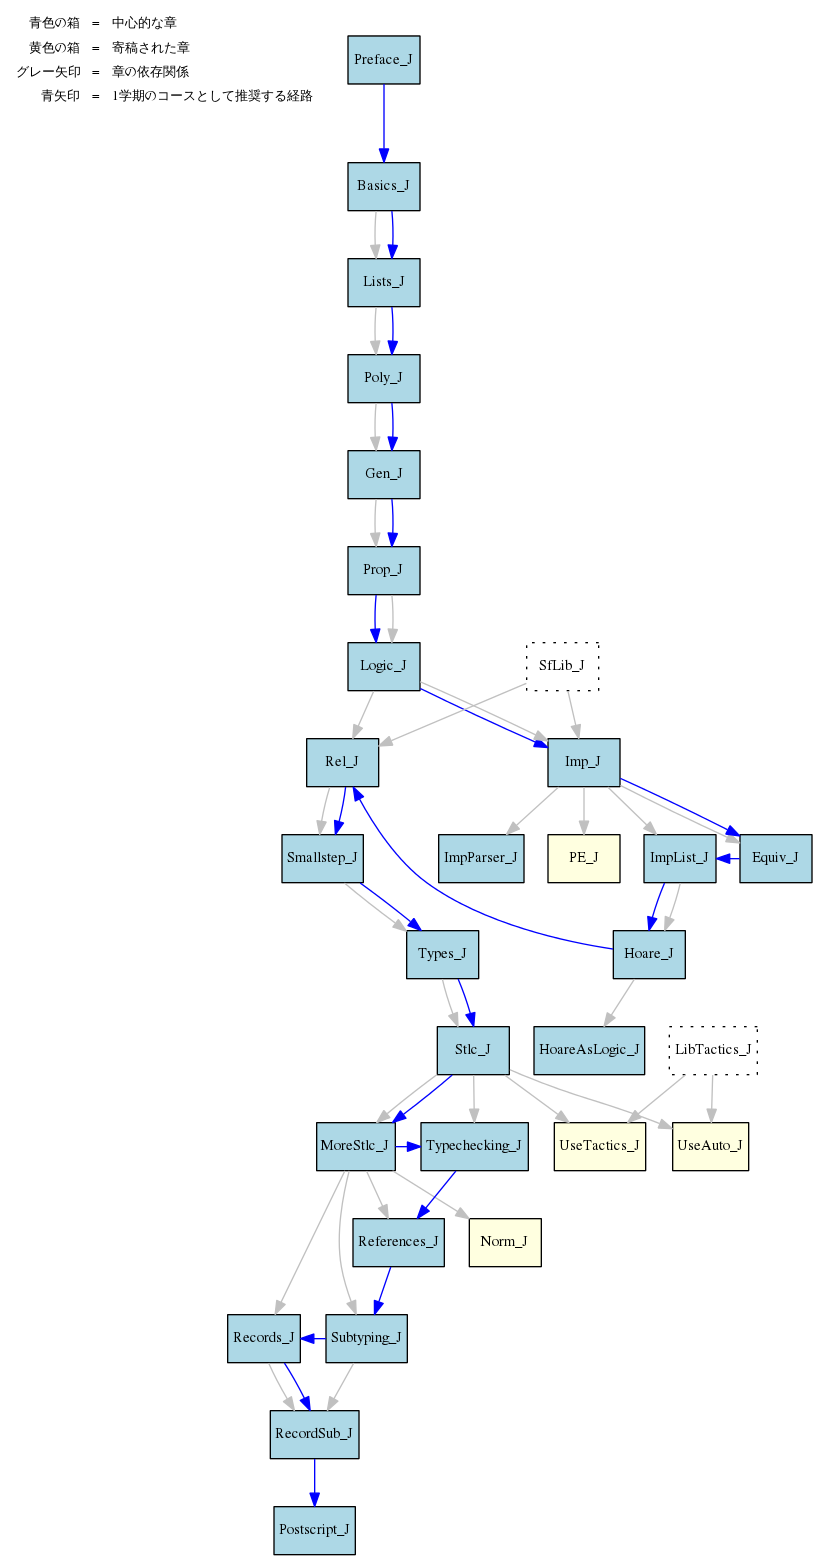 青色の箱 = 中心的な章
黄色の箱 = 寄稿された章
グレー矢印 = 章の依存関係
青矢印 = 1学期のコースとして推奨する経路
Preface_J
Basics_J
Lists_J
Poly_J
Gen_J
Prop_J
Logic_J
SfLib_J
Rel_J
Imp_J
Smallstep_J
ImpParser_J
PE_J
ImpList_J
Equiv_J
Types_J
Hoare_J
Stlc_J
HoareAsLogic_J
LibTactics_J
MoreStlc_J
Typechecking_J
UseTactics_J
UseAuto_J
References_J
Norm_J
Records_J
Subtyping_J
RecordSub_J
Postscript_J